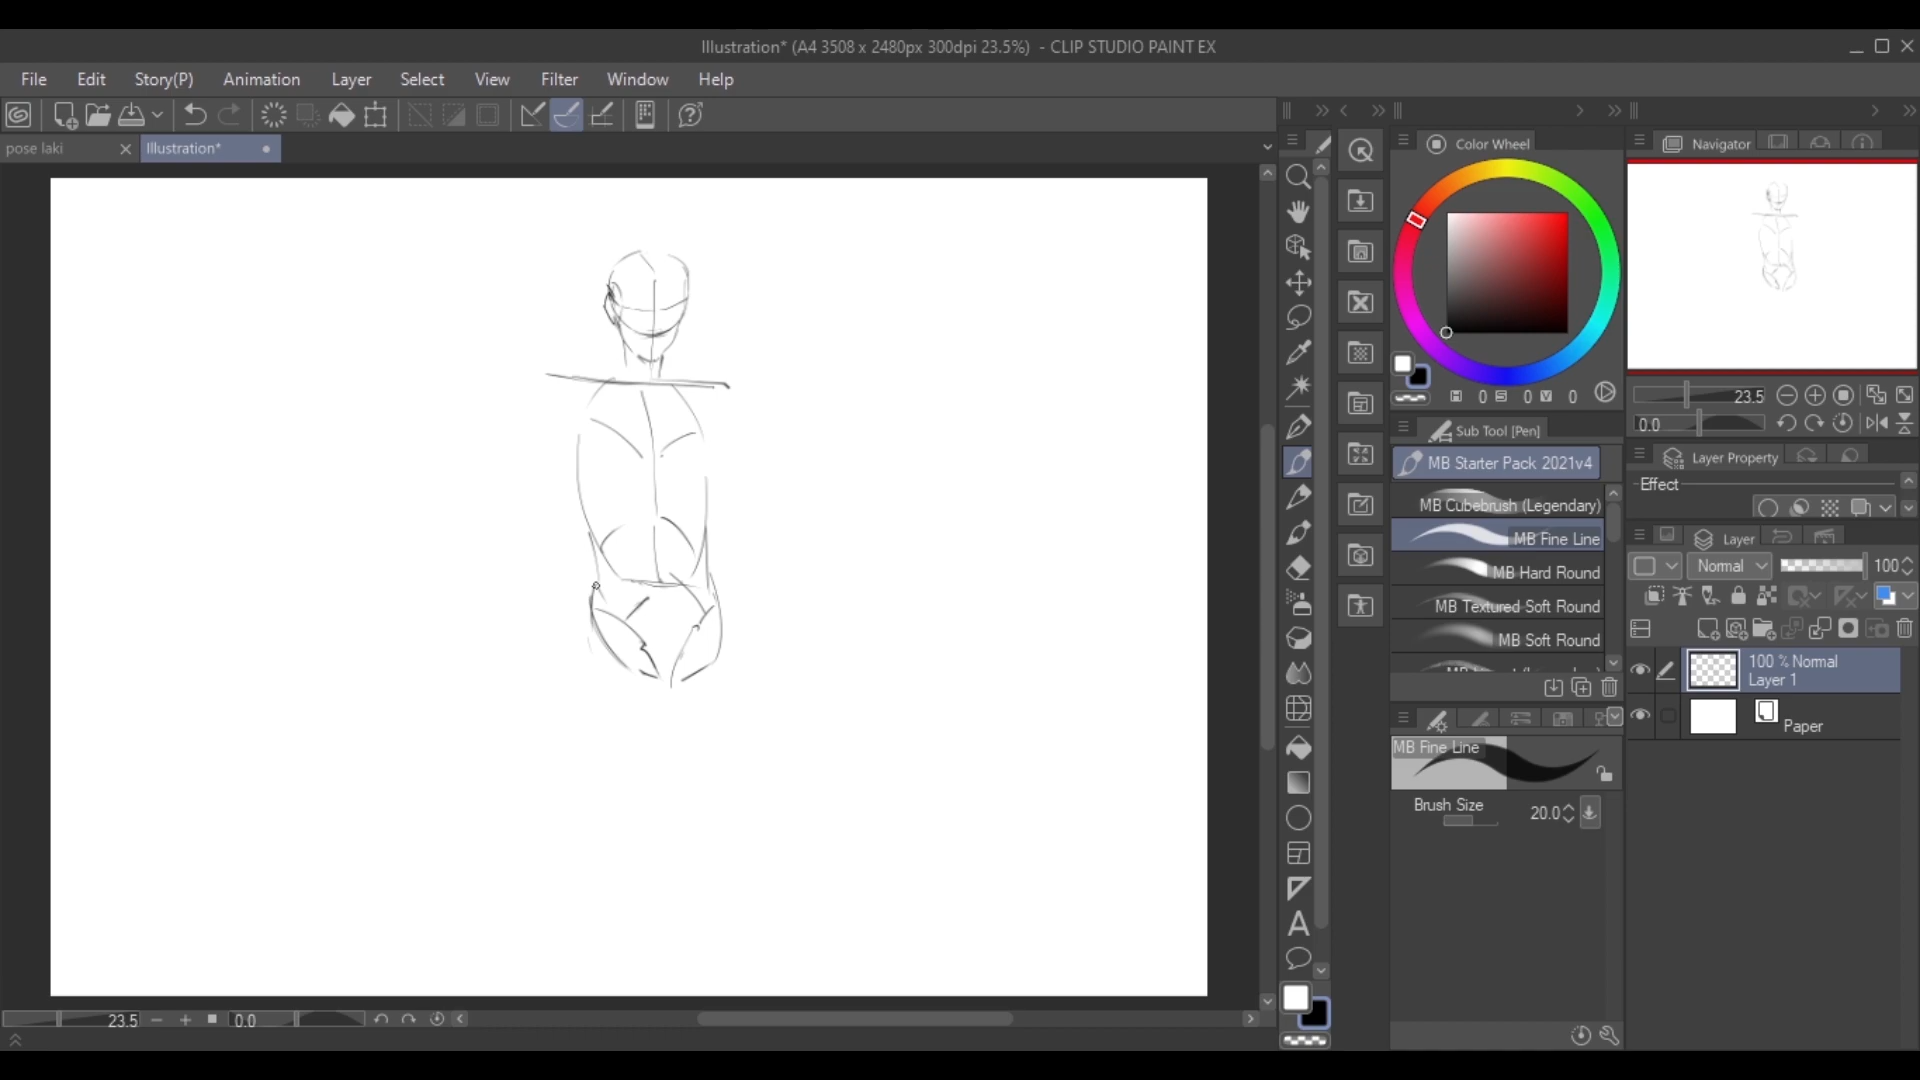 Illustration* (A4 3508 x 2480px 300dpi 23.5%) - CLIP STUDIO PAINT EX
File Edit Story(P) Animation Layer Select View Filter Window Help
pose laki
Illustration*
Color Wheel
Navigator
H 0 S 0 V 0
23.5
0.0
Sub Tool [Pen]
MB Starter Pack 2021v4
MB Cubebrush (Legendary)
MB Fine Line
MB Hard Round
MB Textured Soft Round
MB Soft Round
Layer Property
Effect
Layer
Normal 100
100 % Normal
Layer 1
Paper
MB Fine Line
Brush Size 20.0
23.5 0.0